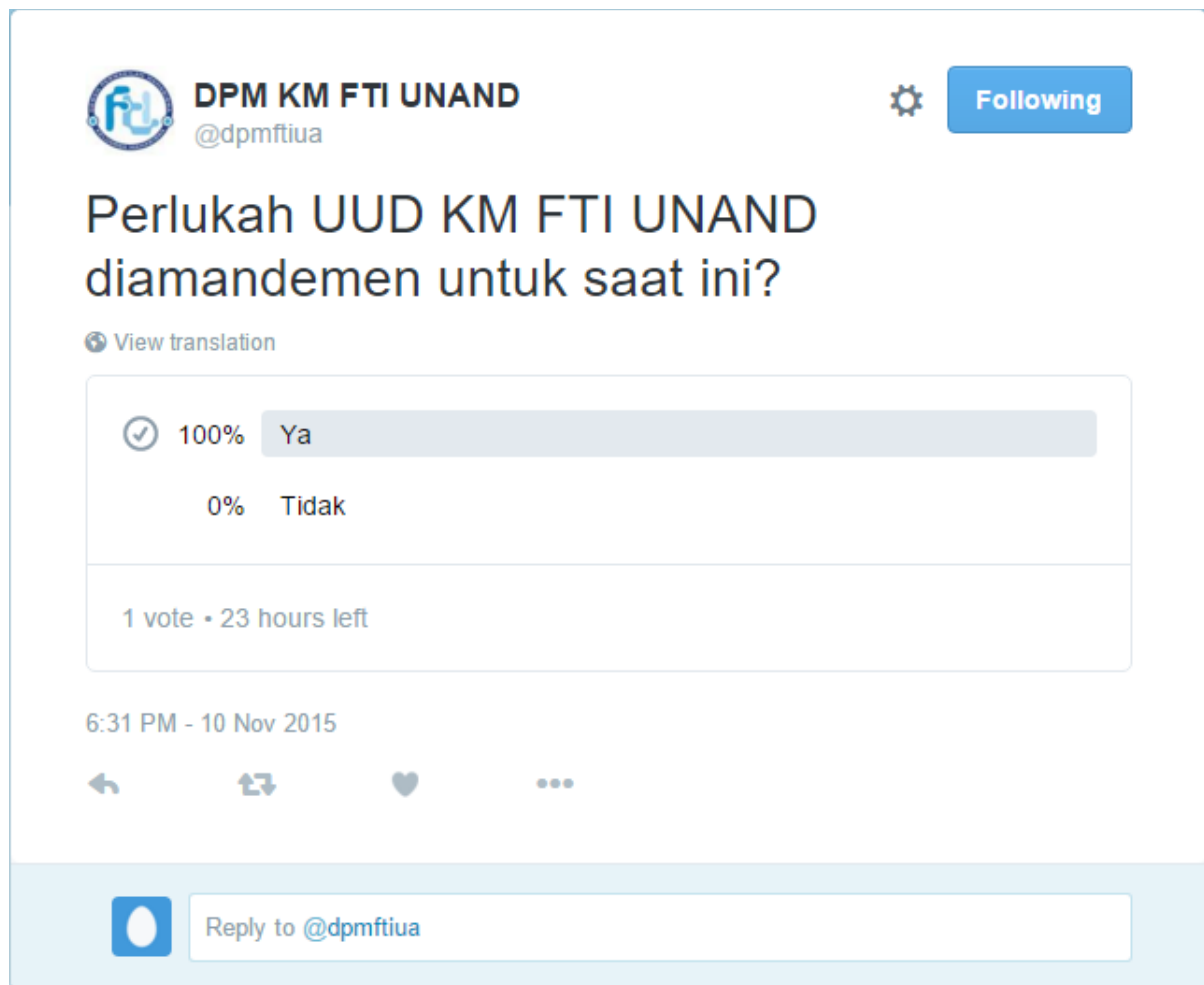 DPM KM FTI UNAND
@dpmftiua
Following
Perlukah UUD KM FTI UNAND
diamandemen untuk saat ini?
View translation
100% Ya
0% Tidak
1 vote • 23 hours left
6:31 PM - 10 Nov 2015
Reply to @dpmftiua